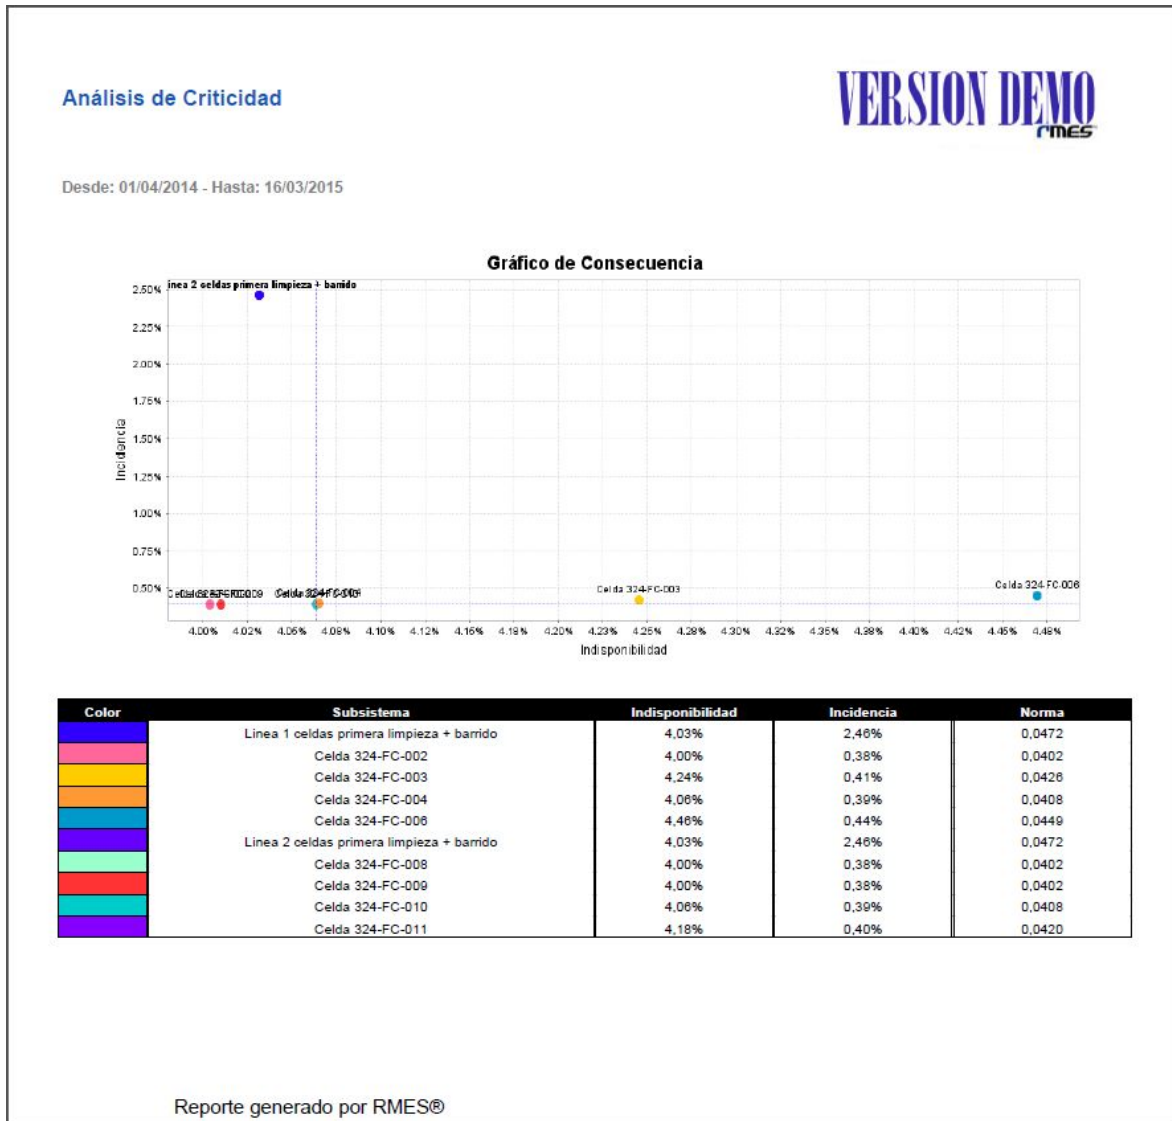 Análisis de Criticidad
VERSION DEMO
rmes
Desde: 01/04/2014 - Hasta: 16/03/2015
Gráfico de Consecuencia
inea 2 celdas primera limpieza + barrido
2.50%
2.25%
2.00%
1.75%
1.50%
1.25%
1.00%
0.75%
0.50%
Incidencia
Celda 324-FC-003
Celda 324-FC-006
4.00% 4.02% 4.06% 4.08% 4.10% 4.12% 4.16% 4.19% 4.20% 4.23% 4.25% 4.28% 4.30% 4.32% 4.35% 4.38% 4.40% 4.42% 4.45% 4.48%
Indisponibilidad
Color Subsistema Indisponibilidad Incidencia Norma
Linea 1 celdas primera limpieza + barrido 4,03% 2,46% 0,0472
Celda 324-FC-002 4,00% 0,38% 0,0402
Celda 324-FC-003 4,24% 0,41% 0,0426
Celda 324-FC-004 4,06% 0,39% 0,0408
Celda 324-FC-006 4,46% 0,44% 0,0449
Linea 2 celdas primera limpieza + barrido 4,03% 2,46% 0,0472
Celda 324-FC-008 4,00% 0,38% 0,0402
Celda 324-FC-009 4,00% 0,38% 0,0402
Celda 324-FC-010 4,06% 0,39% 0,0408
Celda 324-FC-011 4,18% 0,40% 0,0420
Reporte generado por RMES®